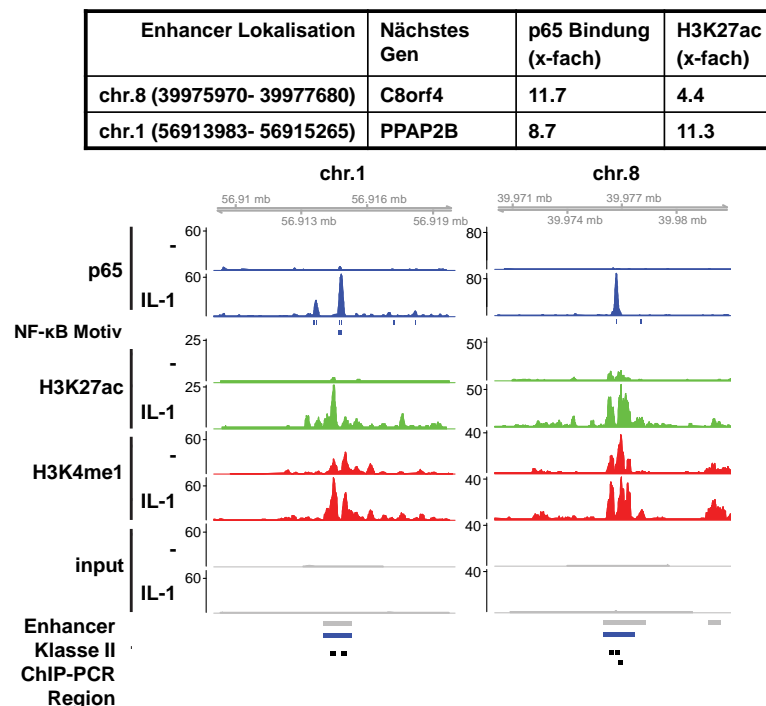 Enhancer Lokalisation Nächstes Gen p65 Bindung (x-fach) H3K27ac (x-fach)
chr.8 (39975970- 39977680) C8orf4 11.7 4.4
chr.1 (56913983- 56915265) PPAP2B 8.7 11.3
chr.1 chr.8
56.91 mb 56.916 mb 39.971 mb 39.977 mb
56.913 mb 56.919 mb 39.974 mb 39.98 mb
60 80
-
p65
60 80
IL-1
NF-κB Motiv
25 50
-
H3K27ac
25 50
IL-1
60 40
-
H3K4me1
60 40
IL-1
40
-
input
60 40
IL-1
Enhancer
Klasse II
ChIP-PCR
Region